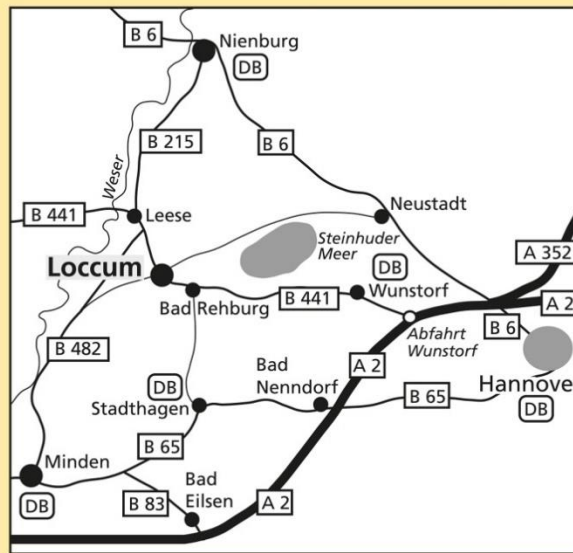 B 6
Nienburg
DB
B 215
B 6
Weser
B 441
Leese
Neustadt
Steinhuder
Meer
A 352
Loccum
DB
Wunstorf
B 441
A 2
Bad Rehburg
B 6
Abfahrt
Wunstorf
B 482
A 2
Bad
Nenndorf
Hannove
DB
Stadthagen
B 65
DB
B 65
Minden
Bad
Eilsen
B 83
A 2
DB